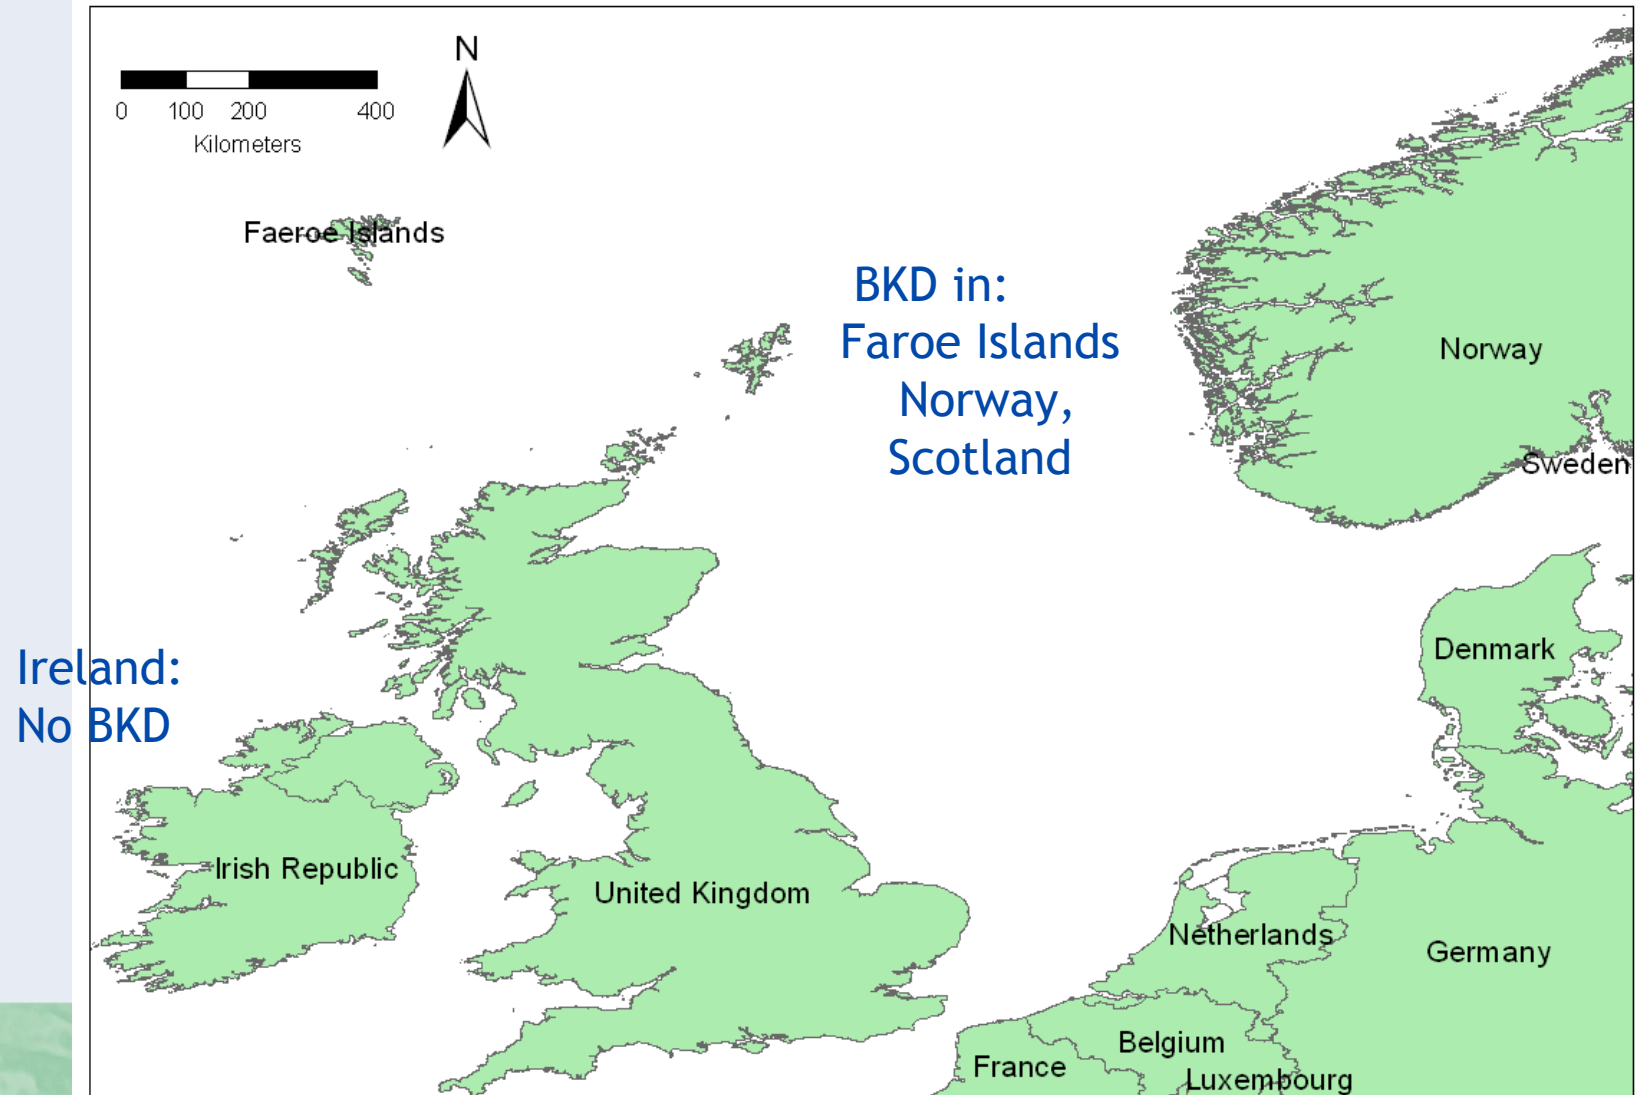 N
0 100 200 400
Kilometers
Faeroe Islands
BKD in:
Faroe Islands
Norway,
Scotland
Norway
Sweden
Ireland:
No BKD
Denmark
Irish Republic
United Kingdom
Netherlands
Germany
Belgium
France
Luxembourg